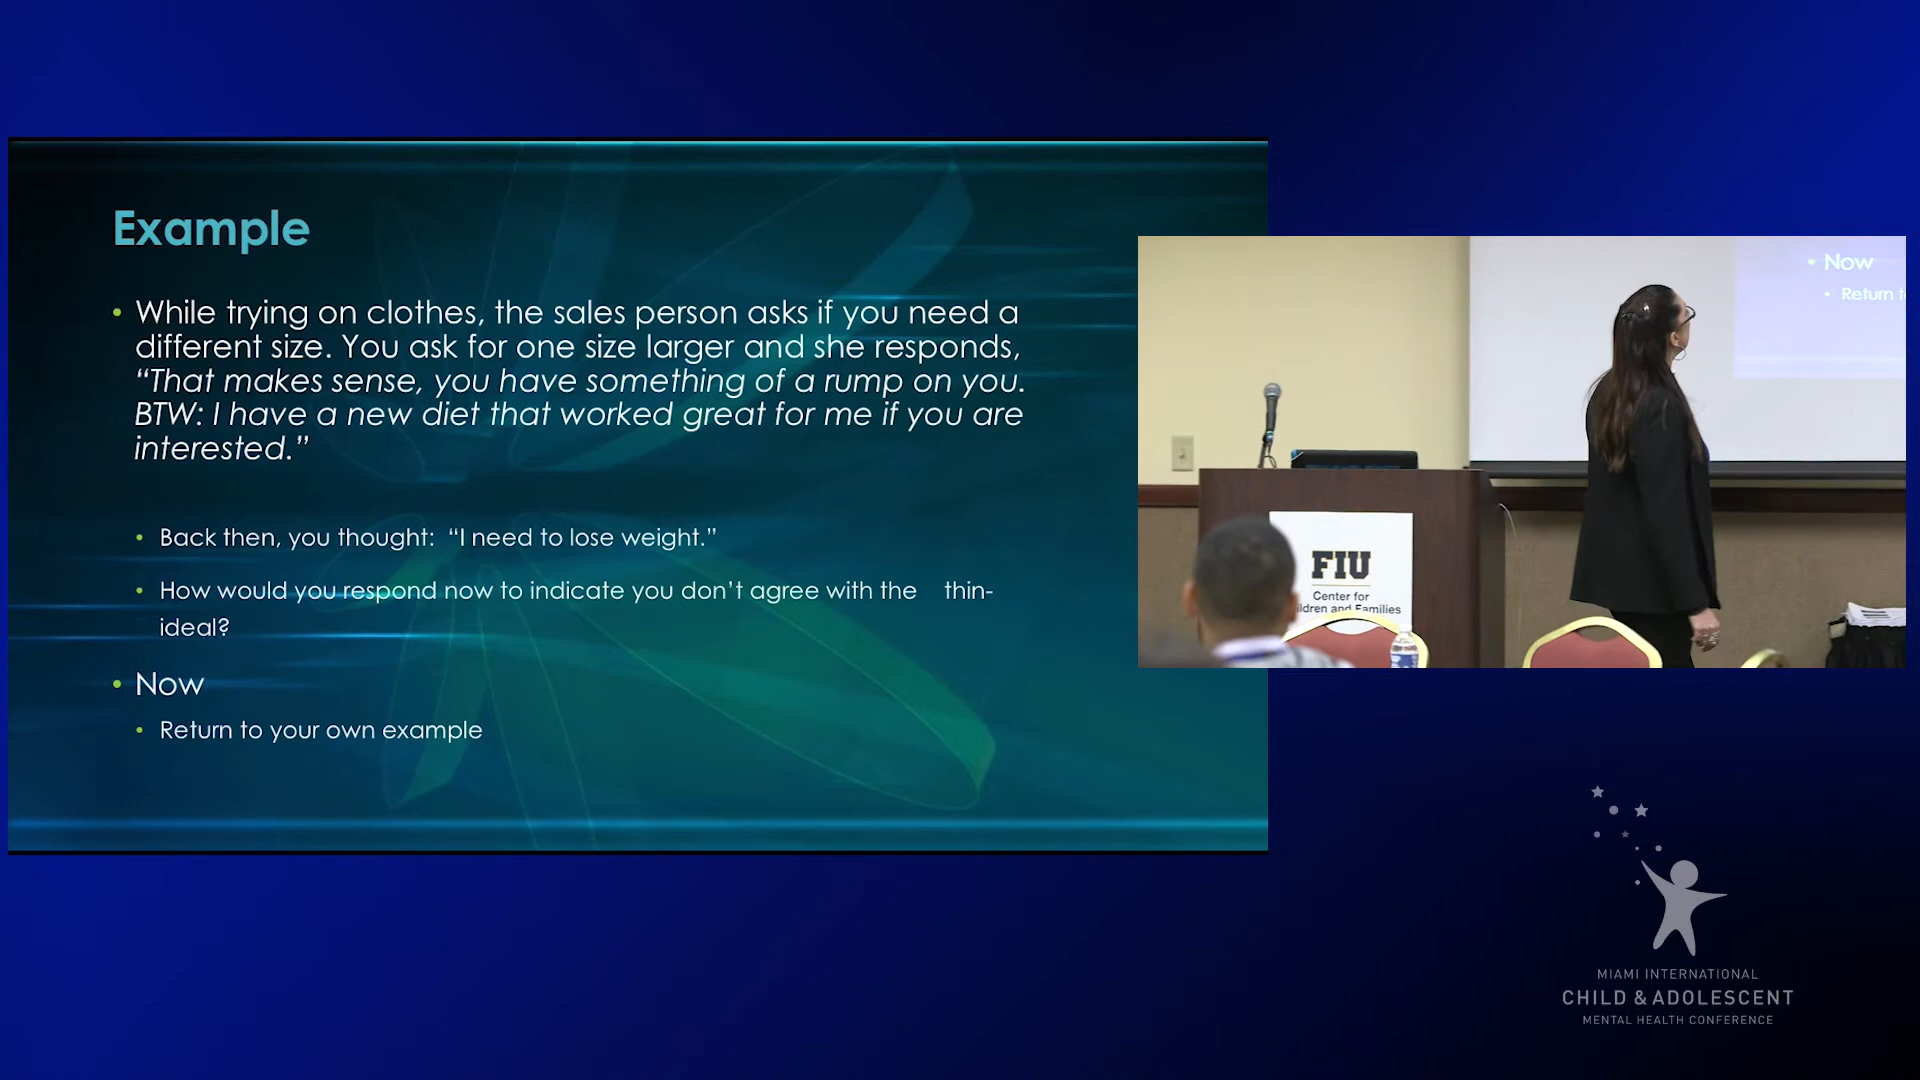 Example
• While trying on clothes, the sales person asks if you need a
different size. You ask for one size larger and she responds,
“That makes sense, you have something of a rump on you.
BTW: I have a new diet that worked great for me if you are
interested.”
• Back then, you thought: “I need to lose weight.”
• How would you respond now to indicate you don’t agree with the thin-
ideal?
• Now
• Return to your own example
• Now
• Return t
FIU
Center for
ildren and Families
MIAMI INTERNATIONAL
CHILD & ADOLESCENT
MENTAL HEALTH CONFERENCE